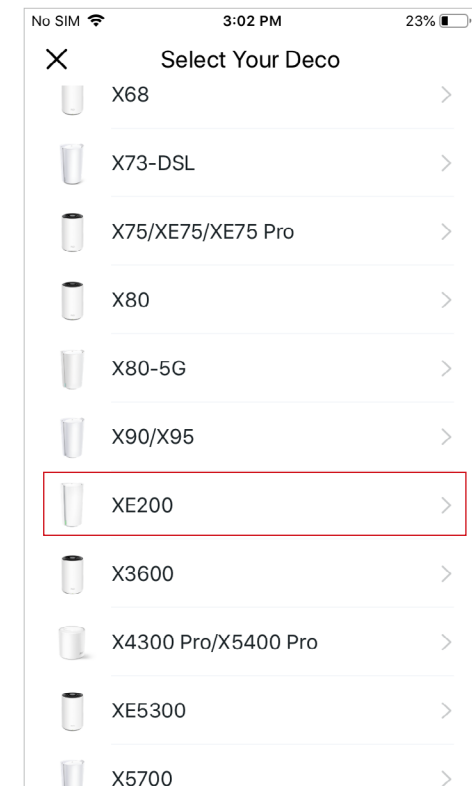 No SIM 3:02 PM 23%
Select Your Deco
X68
X73-DSL
X75/XE75/XE75 Pro
X80
X80-5G
X90/X95
XE200
X3600
X4300 Pro/X5400 Pro
XE5300
X5700